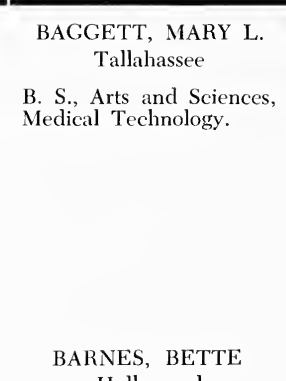 BAGGETT, MARY L.
Tallahassee
B. S., Arts and Sciences,
Medical Technology.
BARNES, BETTE